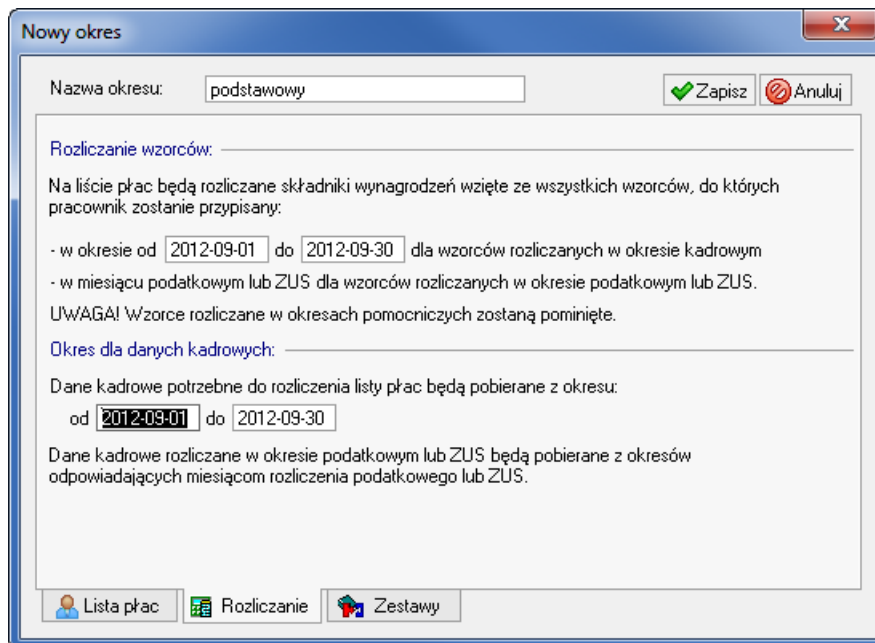 Nowy okres
Nazwa okresu: podstawowy Zapisz Anuluj
Rozliczanie wzorców:
Na liście płac będą rozliczane składniki wynagrodzeń wzięte ze wszystkich wzorców, do których
pracownik zostanie przypisany:
- w okresie od 2012-09-01 do 2012-09-30 dla wzorców rozliczanych w okresie kadrowym
- w miesiącu podatkowym lub ZUS dla wzorców rozliczanych w okresie podatkowym lub ZUS.
UWAGA! Wzorce rozliczane w okresach pomocniczych zostaną pominięte.
Okres dla danych kadrowych:
Dane kadrowe potrzebne do rozliczenia listy płac będą pobierane z okresu:
od 2012-09-01 do 2012-09-30
Dane kadrowe rozliczane w okresie podatkowym lub ZUS będą pobierane z okresów
odpowiadających miesiącom rozliczenia podatkowego lub ZUS.
Lista płac Rozliczanie Zestawy